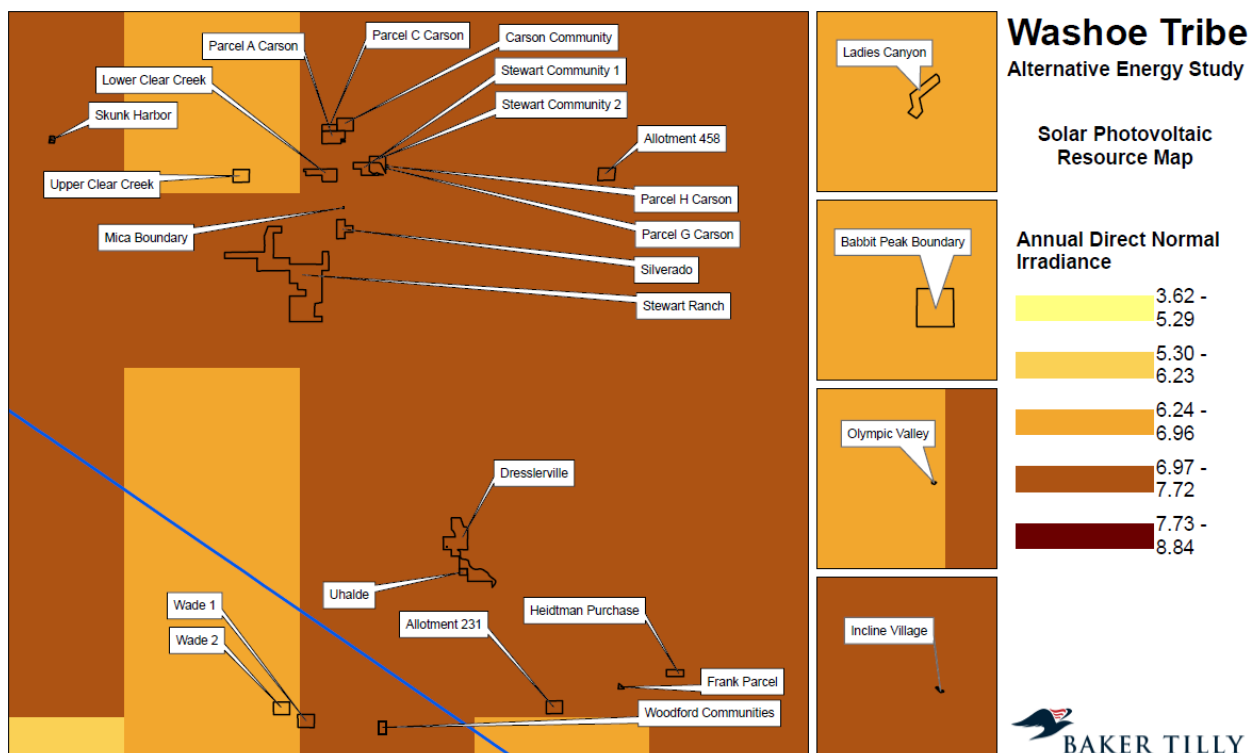 Washoe Tribe
Alternative Energy Study
Solar Photovoltaic
Resource Map
Annual Direct Normal
Irradiance
3.62 -
5.29
5.30 -
6.23
6.24 -
6.96
6.97 -
7.72
7.73 -
8.84
Parcel A Carson
Parcel C Carson
Carson Community
Lower Clear Creek
Stewart Community 1
Stewart Community 2
Skunk Harbor
Allotment 458
Upper Clear Creek
Parcel H Carson
Parcel G Carson
Mica Boundary
Silverado
Stewart Ranch
Dresslerville
Uhalde
Wade 1
Wade 2
Allotment 231
Heidtman Purchase
Frank Parcel
Woodford Communities
Ladies Canyon
Babbit Peak Boundary
Olympic Valley
Incline Village
BAKER TILLY